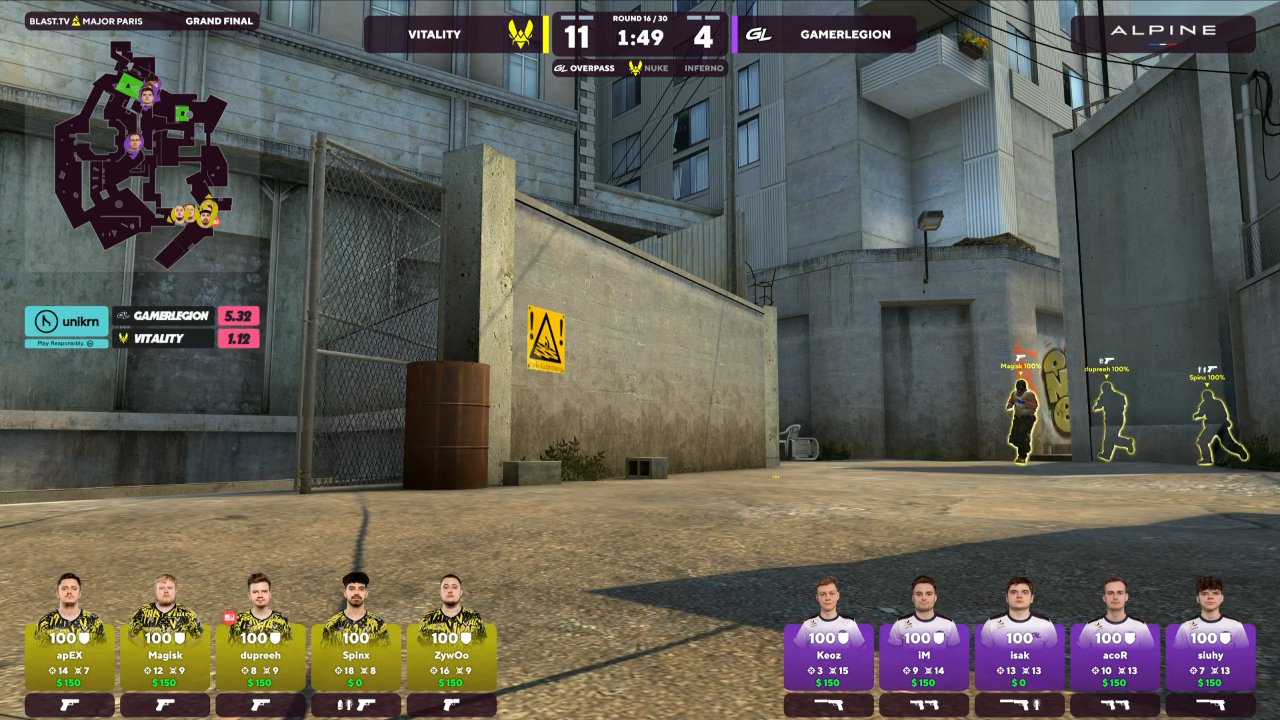 BLAST.TV MAJOR PARIS GRAND FINAL
VITALITY 11 ROUND 16 / 30 1:49 4 GL GAMERLEGION
GL OVERPASS NUKE INFERNO
ALPINE
unikrn GAMERLEGION 5.32
Play Responsibly. VITALITY 1.12
Magisk 100%
dupreeh 100%
Spinx 100%
100 100 100 100 100
apEX Magisk dupreeh Spinx ZywOo
14 7 12 9 8 9 18 8 16 9
$150 $150 $150 $0 $150
100 100 100 100 100
Keoz iM isak acoR siuhy
3 15 9 14 13 13 10 13 7 13
$150 $150 $0 $150 $150